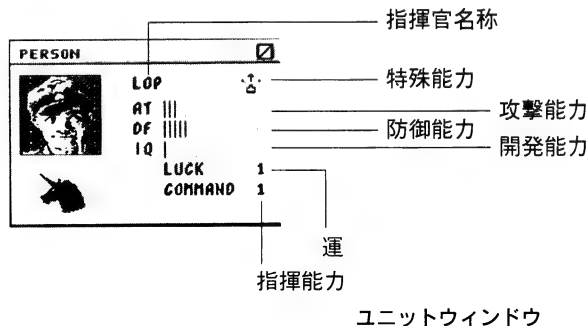 指揮官名称
PERSON
LOP
特殊能力
AT
攻撃能力
DF
防御能力
IQ
開発能力
LUCK 1
COMMAND 1
運
指揮能力
ユニットウィンドウ